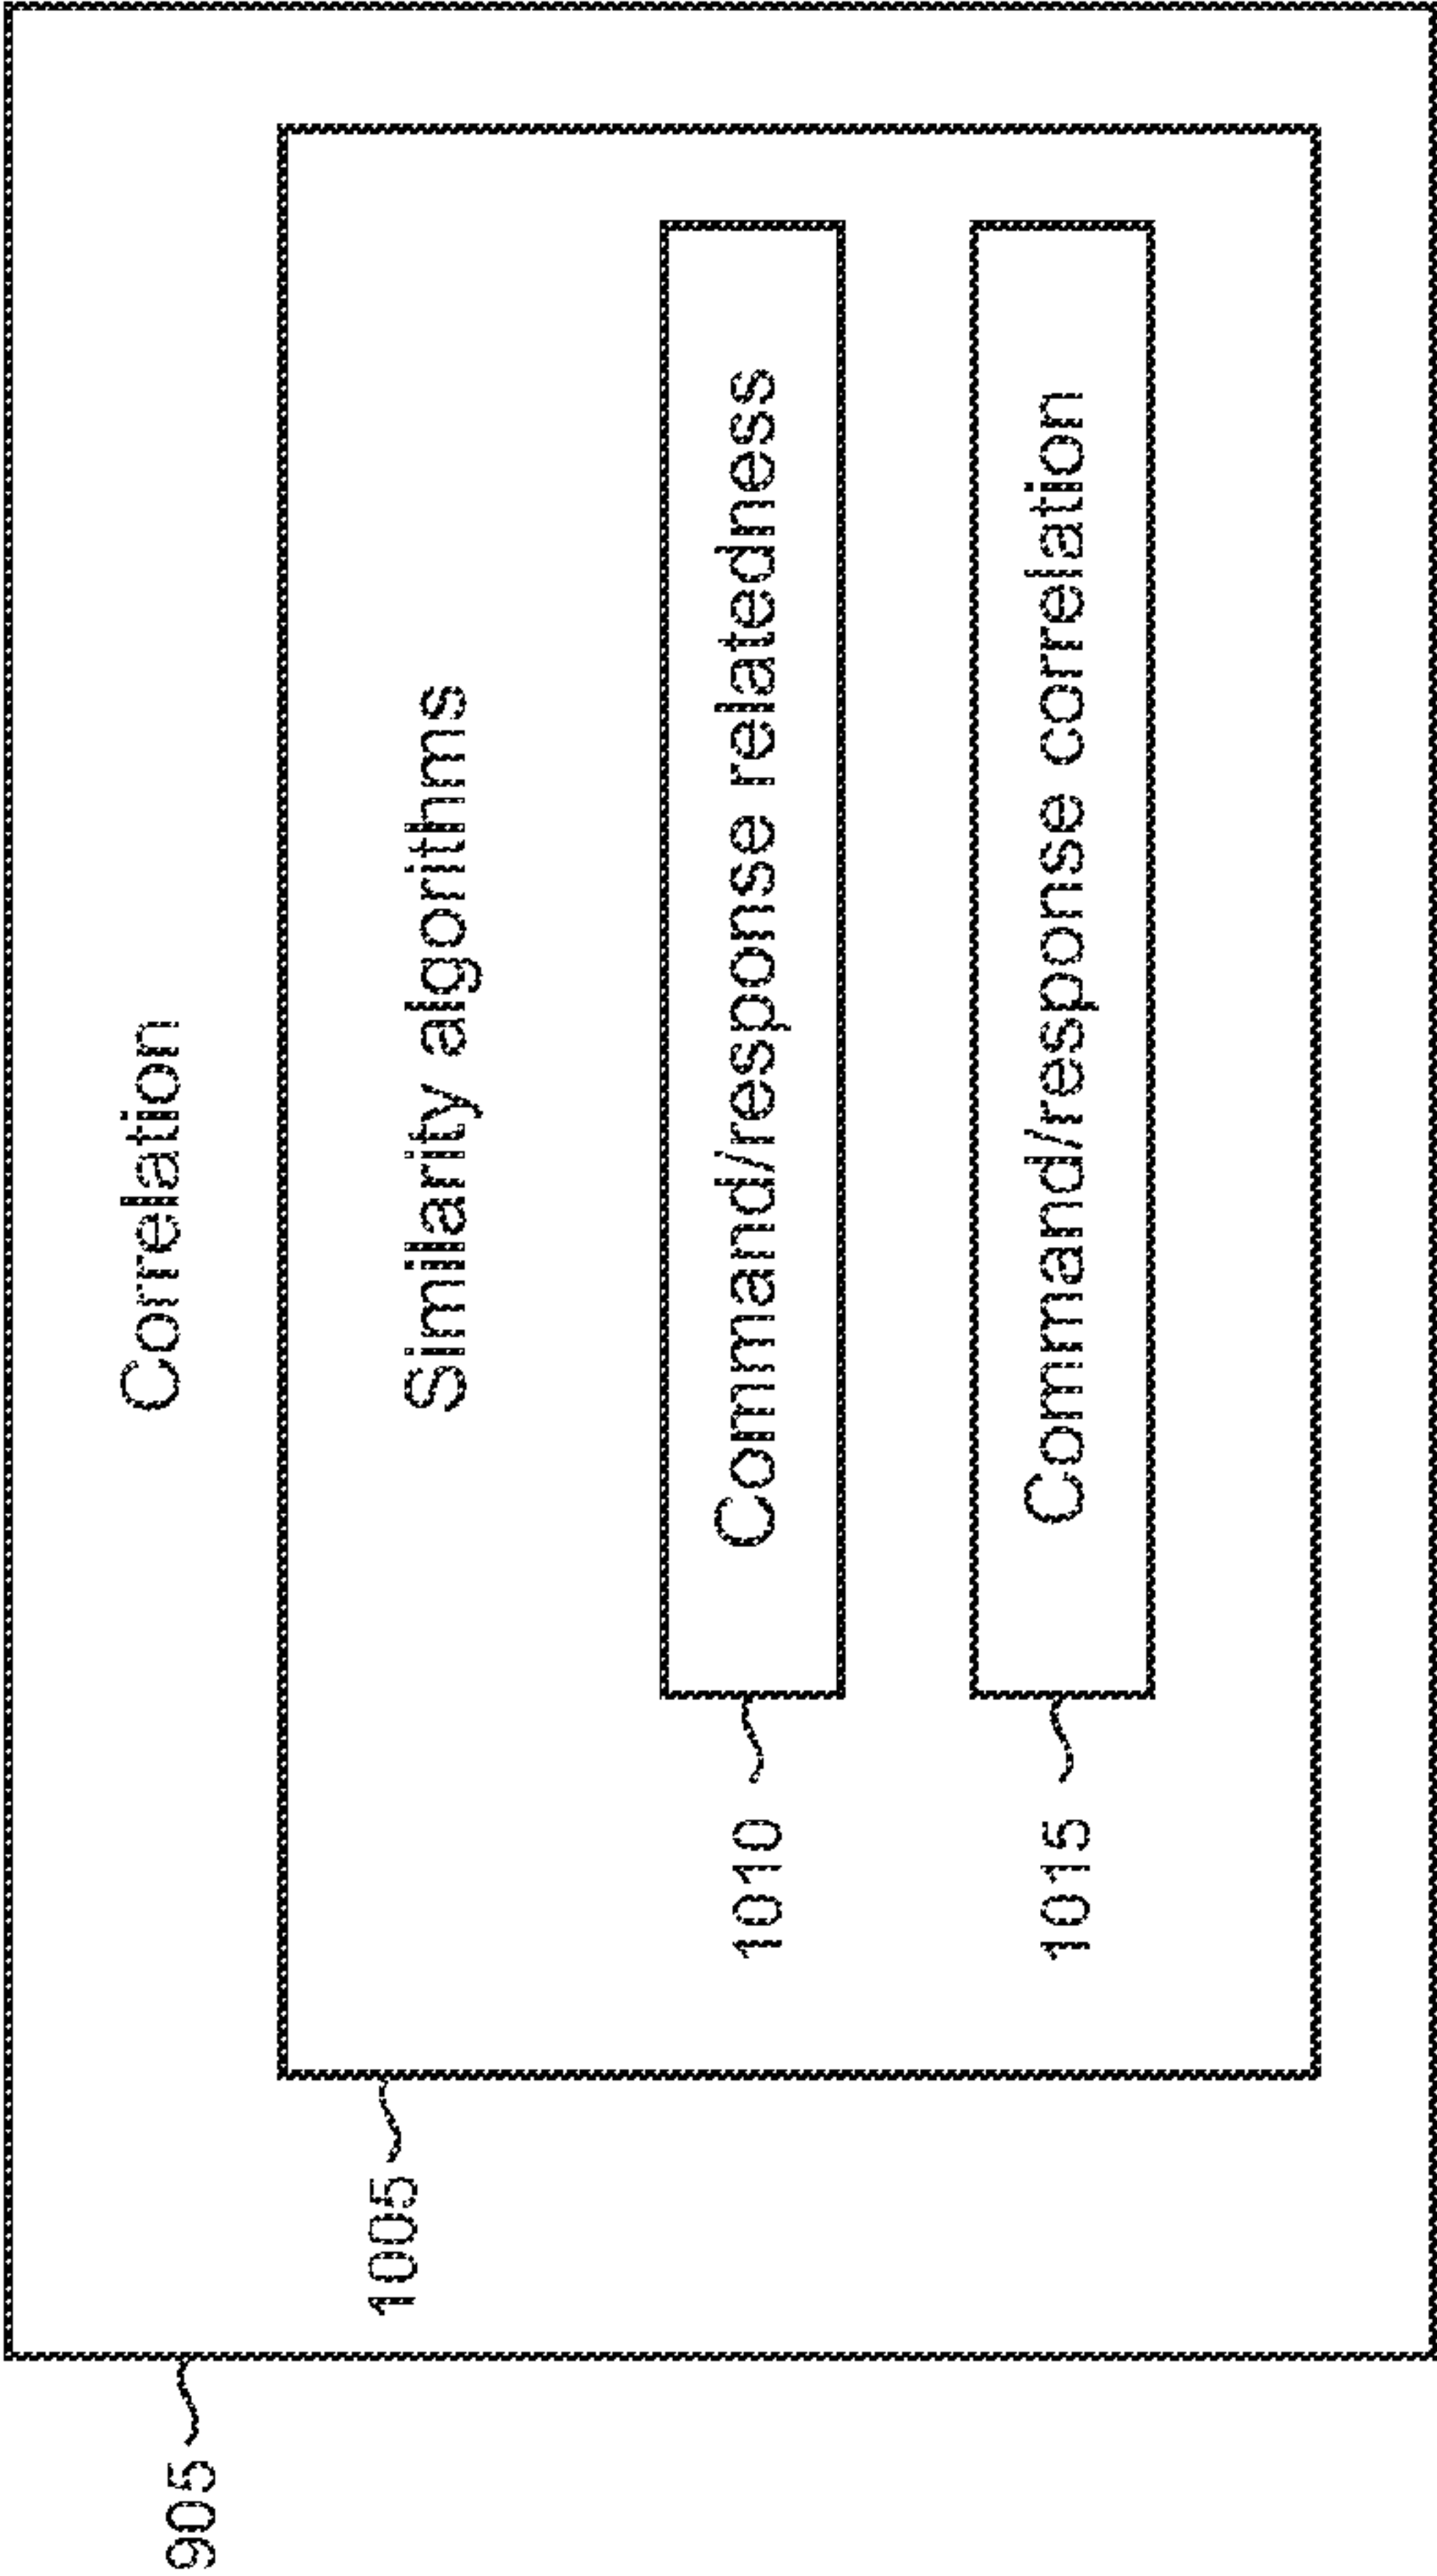 Correlation
905
Similarity algorithms
1005
Command/response relatedness
1010
Command/response correlation
1015